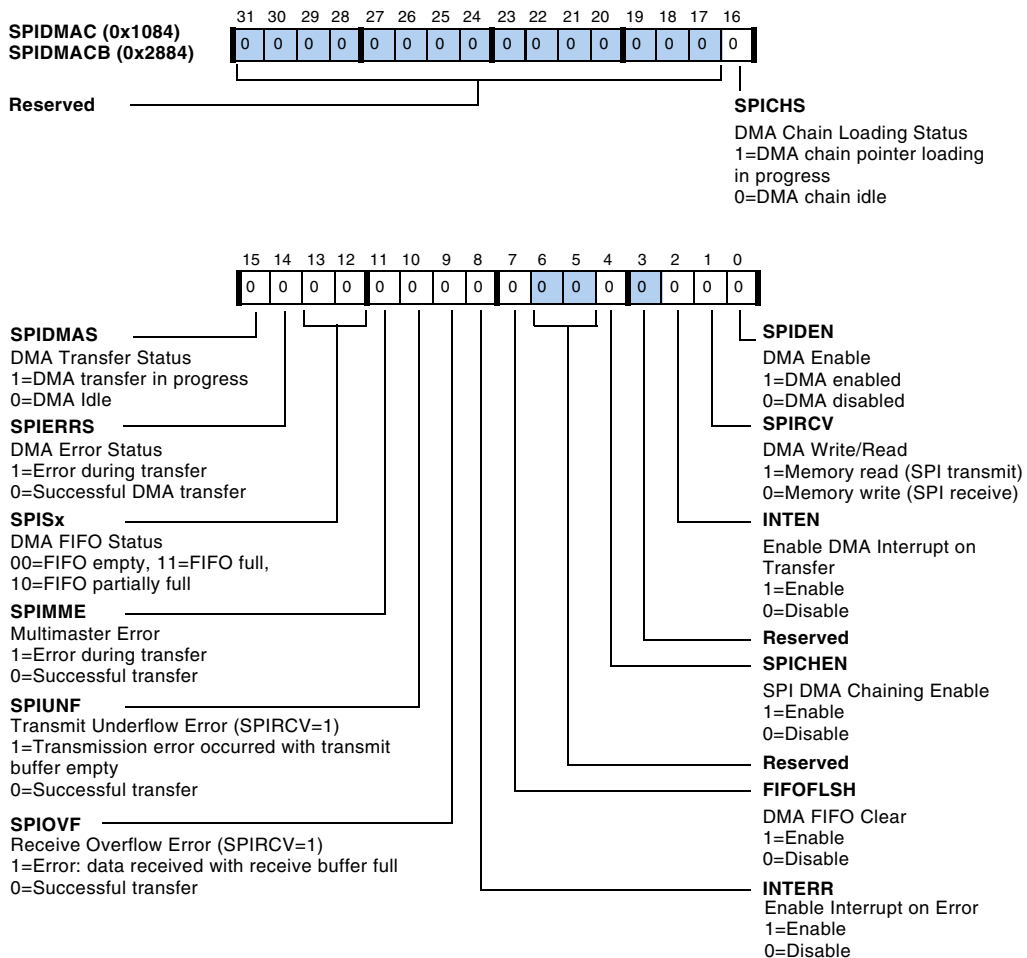 SPIDMAC (0x1084)
SPIDMACB (0x2884)
31 30 29 28 27 26 25 24 23 22 21 20 19 18 17 16
0 0 0 0 0 0 0 0 0 0 0 0 0 0 0 0
Reserved
SPICHS
DMA Chain Loading Status
1=DMA chain pointer loading
in progress
0=DMA chain idle
15 14 13 12 11 10 9 8 7 6 5 4 3 2 1 0
0 0 0 0 0 0 0 0 0 0 0 0 0 0 0 0
SPIDMAS
DMA Transfer Status
1=DMA transfer in progress
0=DMA Idle
SPIERRS
DMA Error Status
1=Error during transfer
0=Successful DMA transfer
SPISx
DMA FIFO Status
00=FIFO empty, 11=FIFO full,
10=FIFO partially full
SPIMME
Multimaster Error
1=Error during transfer
0=Successful transfer
SPIUNF
Transmit Underflow Error (SPIRCV=1)
1=Transmission error occurred with transmit
buffer empty
0=Successful transfer
SPIOVF
Receive Overflow Error (SPIRCV=1)
1=Error: data received with receive buffer full
0=Successful transfer
SPIDEN
DMA Enable
1=DMA enabled
0=DMA disabled
SPIRCV
DMA Write/Read
1=Memory read (SPI transmit)
0=Memory write (SPI receive)
INTEN
Enable DMA Interrupt on
Transfer
1=Enable
0=Disable
Reserved
SPICHEN
SPI DMA Chaining Enable
1=Enable
0=Disable
Reserved
FIFOFLSH
DMA FIFO Clear
1=Enable
0=Disable
INTERR
Enable Interrupt on Error
1=Enable
0=Disable